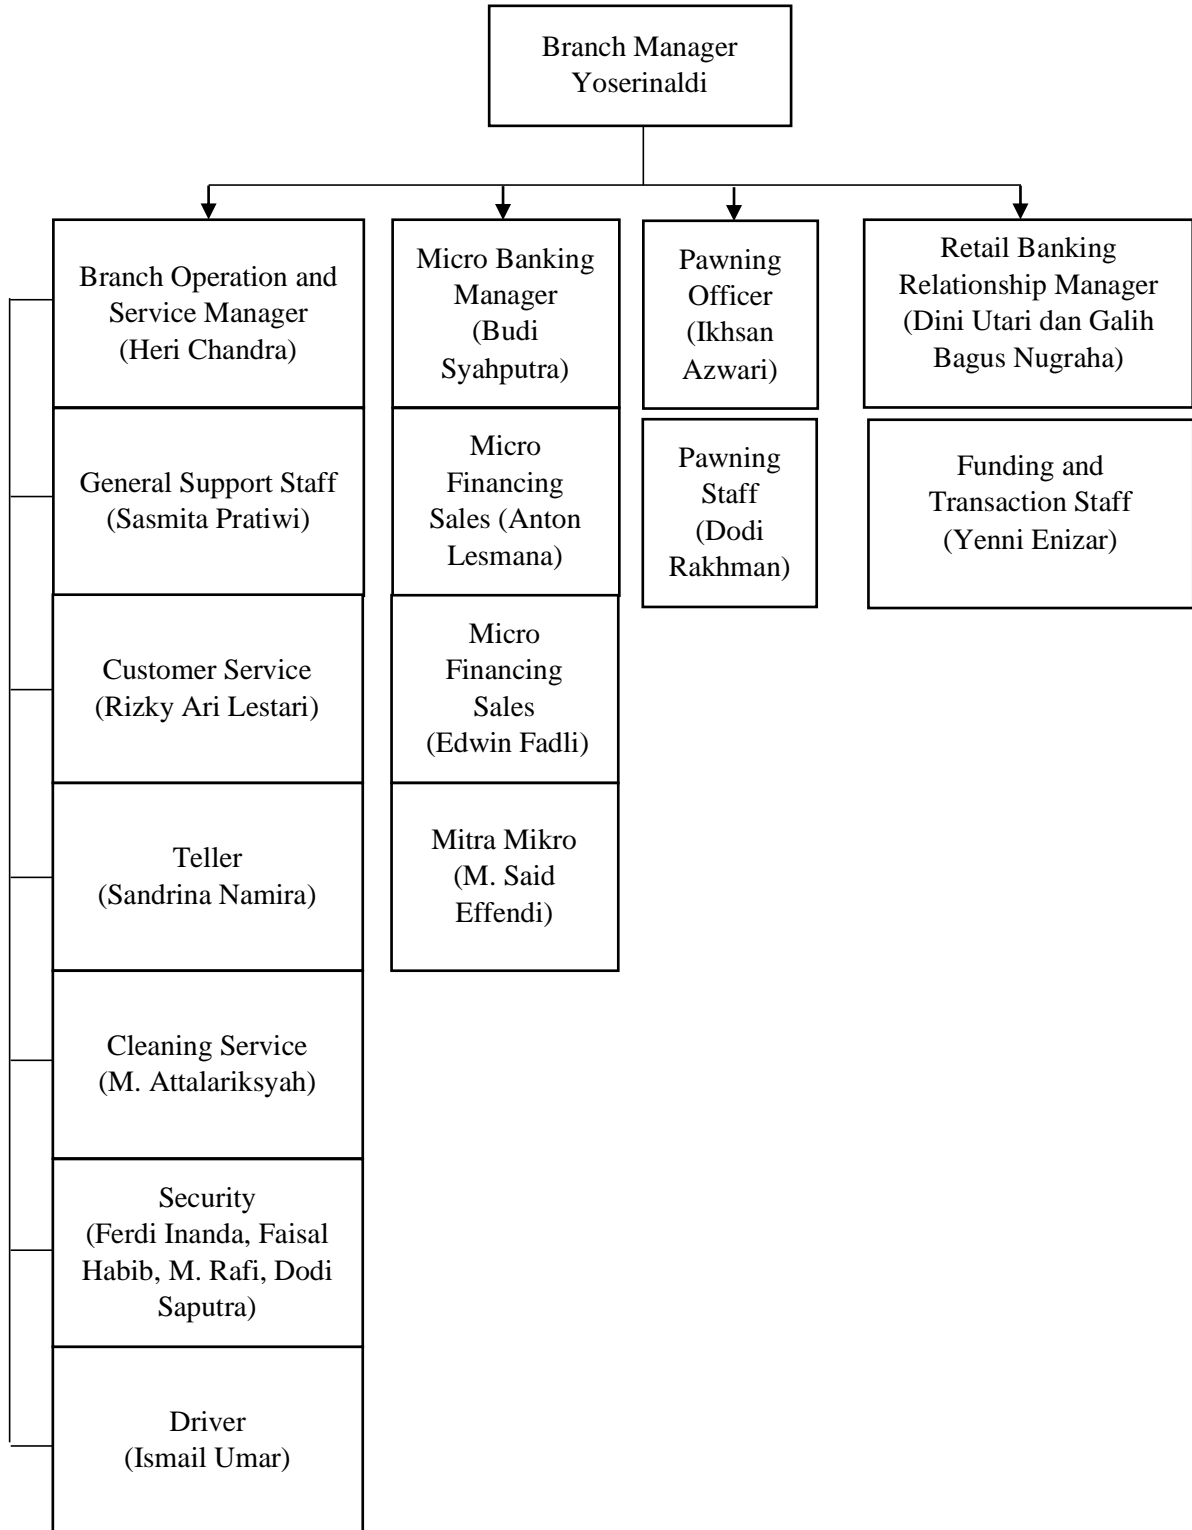 Branch Manager
Yoserinaldi
Branch Operation and
Service Manager
(Heri Chandra)
Micro Banking
Manager
(Budi
Syahputra)
Pawning
Officer
(Ikhsan
Azwari)
Retail Banking
Relationship Manager
(Dini Utari dan Galih
Bagus Nugraha)
General Support Staff
(Sasmita Pratiwi)
Micro
Financing
Sales (Anton
Lesmana)
Pawning
Staff
(Dodi
Rakhman)
Funding and
Transaction Staff
(Yenni Enizar)
Customer Service
(Rizky Ari Lestari)
Micro
Financing
Sales
(Edwin Fadli)
Teller
(Sandrina Namira)
Mitra Mikro
(M. Said
Effendi)
Cleaning Service
(M. Attalariksyah)
Security
(Ferdi Inanda, Faisal
Habib, M. Rafi, Dodi
Saputra)
Driver
(Ismail Umar)